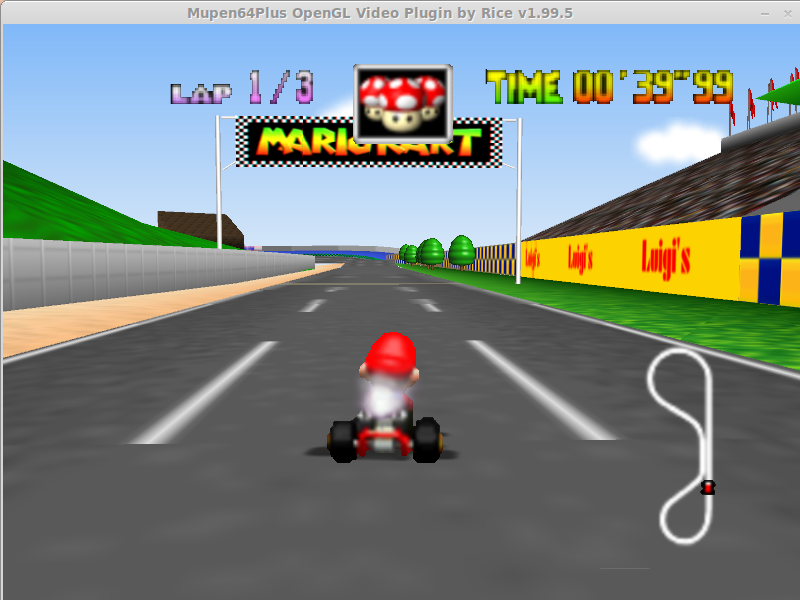 Mupen64Plus OpenGL Video Plugin by Rice v1.99.5
LAP 1/3
TIME 00'39"99
MARIOKART
Luigi's
Luigi's
Luigi's